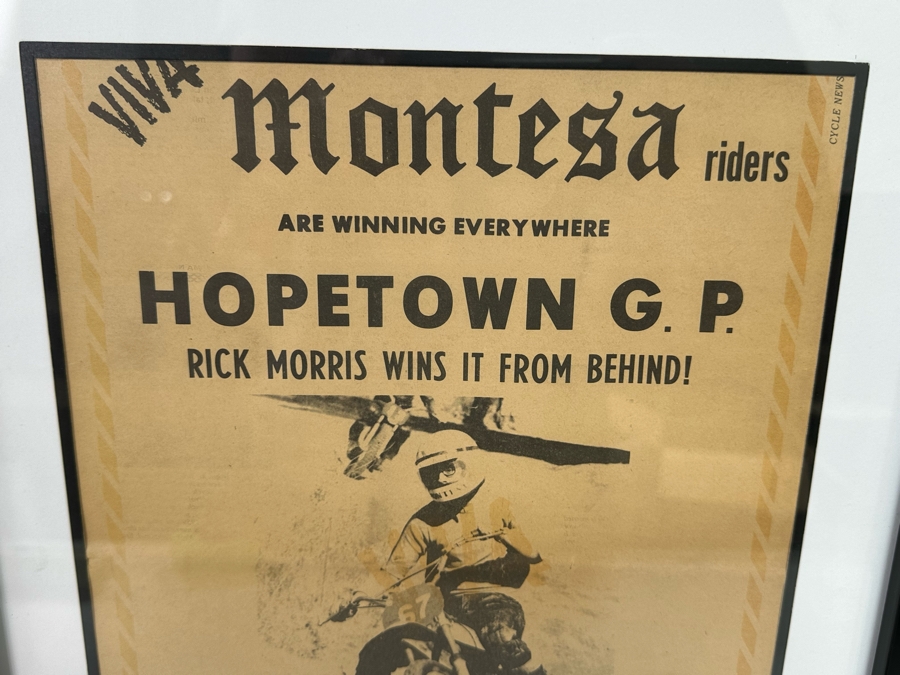 VIVA
Montesa riders
CYCLE NEWS
ARE WINNING EVERYWHERE
HOPETOWN G. P.
RICK MORRIS WINS IT FROM BEHIND!
67